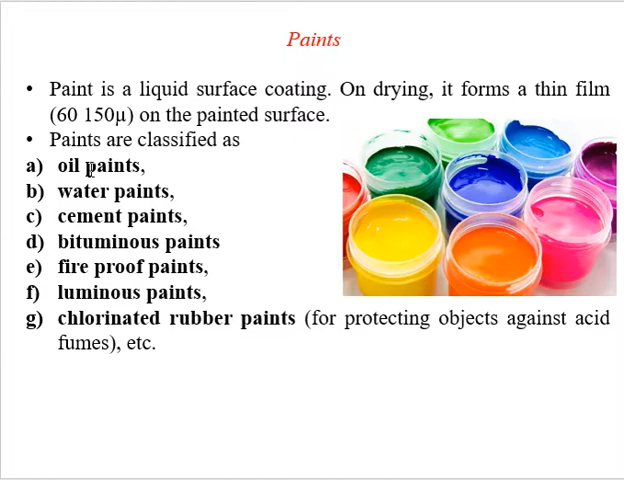 Paints
• Paint is a liquid surface coating. On drying, it forms a thin film
(60 150µ) on the painted surface.
• Paints are classified as
a) oil paints,
b) water paints,
c) cement paints,
d) bituminous paints
e) fire proof paints,
f) luminous paints,
g) chlorinated rubber paints (for protecting objects against acid
fumes), etc.